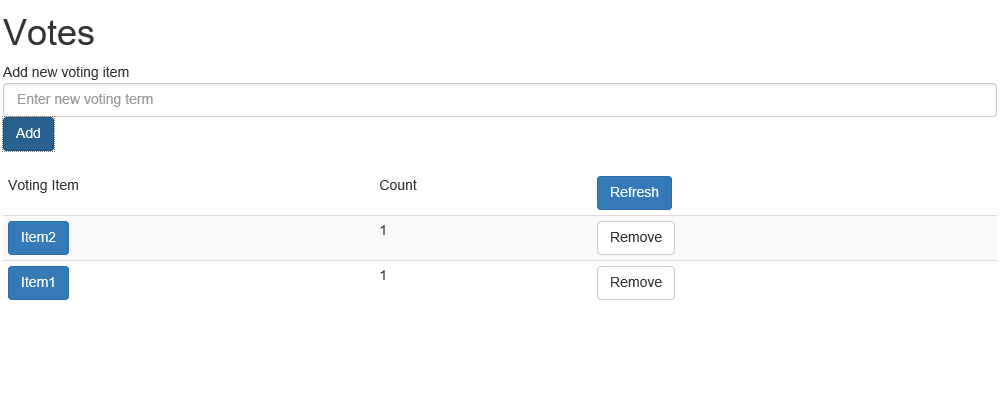 Votes
Add new voting item
Enter new voting term
Add
Voting Item Count Refresh
Item2 1 Remove
Item1 1 Remove